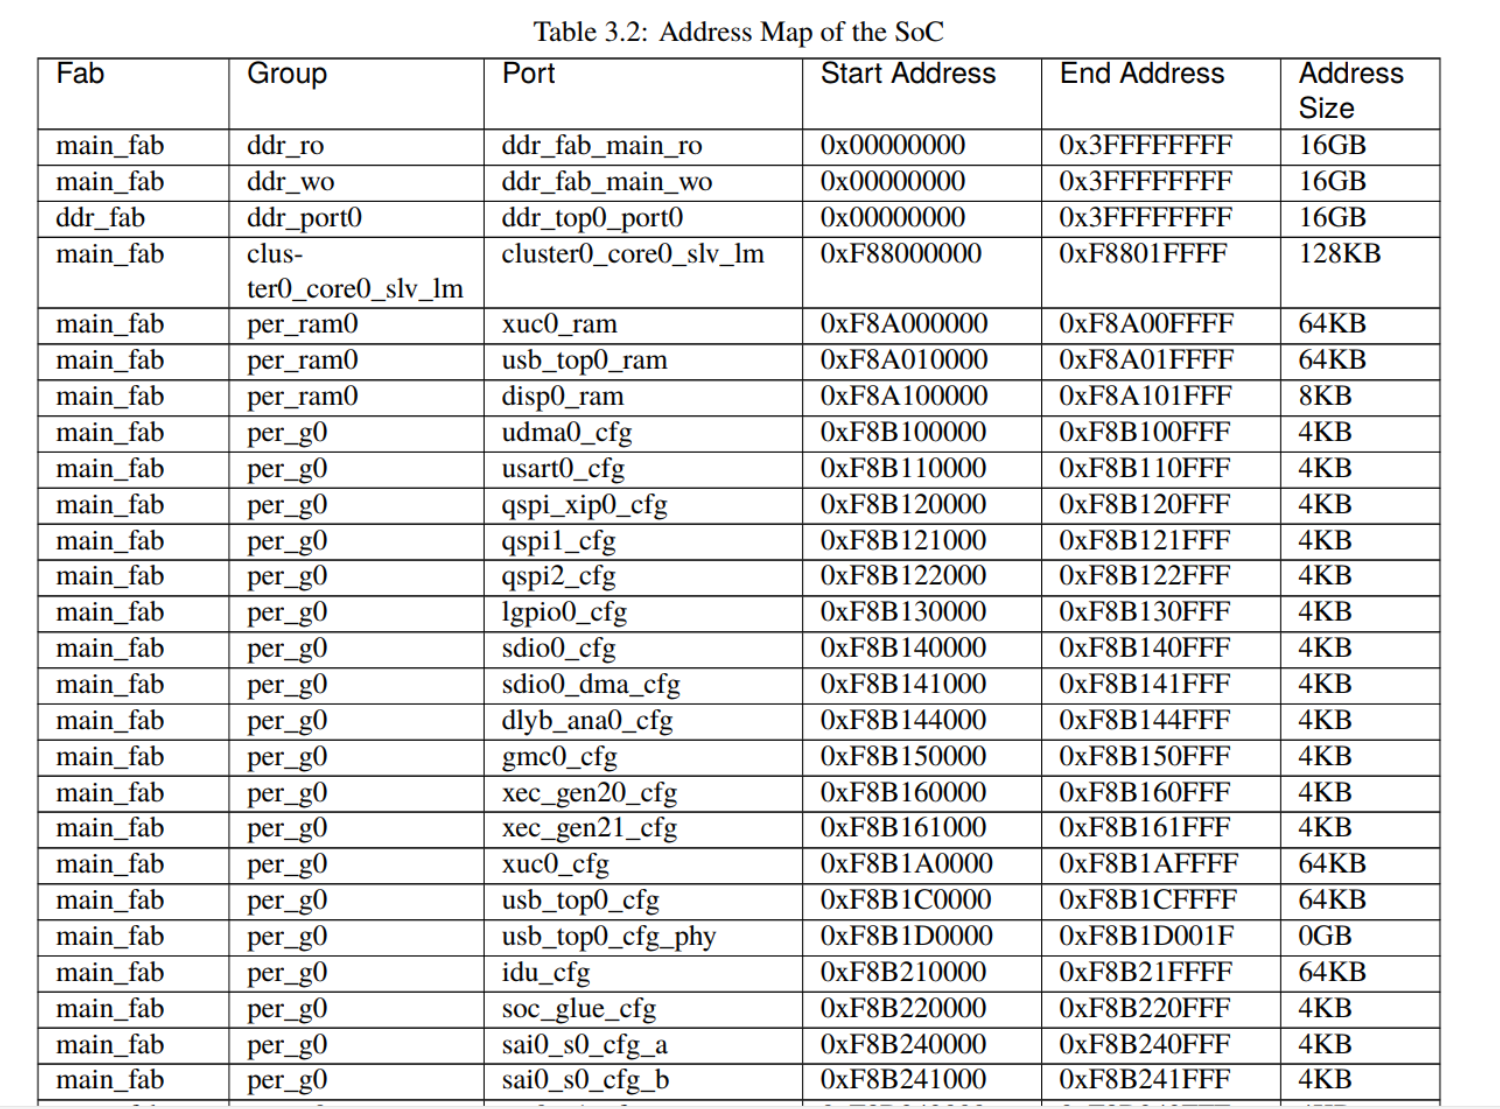 Table 3.2: Address Map of the SoC
Fab Group Port Start Address End Address Address
Size
main_fab ddr_ro ddr_fab_main_ro 0x00000000 0x3FFFFFFFF 16GB
main_fab ddr_wo ddr_fab_main_wo 0x00000000 0x3FFFFFFFF 16GB
ddr_fab ddr_port0 ddr_top0_port0 0x00000000 0x3FFFFFFFF 16GB
main_fab clus- cluster0_core0_slv_lm 0xF88000000 0xF8801FFFF 128KB
ter0_core0_slv_lm
main_fab per_ram0 xuc0_ram 0xF8A000000 0xF8A00FFFF 64KB
main_fab per_ram0 usb_top0_ram 0xF8A010000 0xF8A01FFFF 64KB
main_fab per_ram0 disp0_ram 0xF8A100000 0xF8A101FFF 8KB
main_fab per_g0 udma0_cfg 0xF8B100000 0xF8B100FFF 4KB
main_fab per_g0 usart0_cfg 0xF8B110000 0xF8B110FFF 4KB
main_fab per_g0 qspi_xip0_cfg 0xF8B120000 0xF8B120FFF 4KB
main_fab per_g0 qspi1_cfg 0xF8B121000 0xF8B121FFF 4KB
main_fab per_g0 qspi2_cfg 0xF8B122000 0xF8B122FFF 4KB
main_fab per_g0 lgpio0_cfg 0xF8B130000 0xF8B130FFF 4KB
main_fab per_g0 sdio0_cfg 0xF8B140000 0xF8B140FFF 4KB
main_fab per_g0 sdio0_dma_cfg 0xF8B141000 0xF8B141FFF 4KB
main_fab per_g0 dlyb_ana0_cfg 0xF8B144000 0xF8B144FFF 4KB
main_fab per_g0 gmc0_cfg 0xF8B150000 0xF8B150FFF 4KB
main_fab per_g0 xec_gen20_cfg 0xF8B160000 0xF8B160FFF 4KB
main_fab per_g0 xec_gen21_cfg 0xF8B161000 0xF8B161FFF 4KB
main_fab per_g0 xuc0_cfg 0xF8B1A0000 0xF8B1AFFFF 64KB
main_fab per_g0 usb_top0_cfg 0xF8B1C0000 0xF8B1CFFFF 64KB
main_fab per_g0 usb_top0_cfg_phy 0xF8B1D0000 0xF8B1D001F 0GB
main_fab per_g0 idu_cfg 0xF8B210000 0xF8B21FFFF 64KB
main_fab per_g0 soc_glue_cfg 0xF8B220000 0xF8B220FFF 4KB
main_fab per_g0 sai0_s0_cfg_a 0xF8B240000 0xF8B240FFF 4KB
main_fab per_g0 sai0_s0_cfg_b 0xF8B241000 0xF8B241FFF 4KB